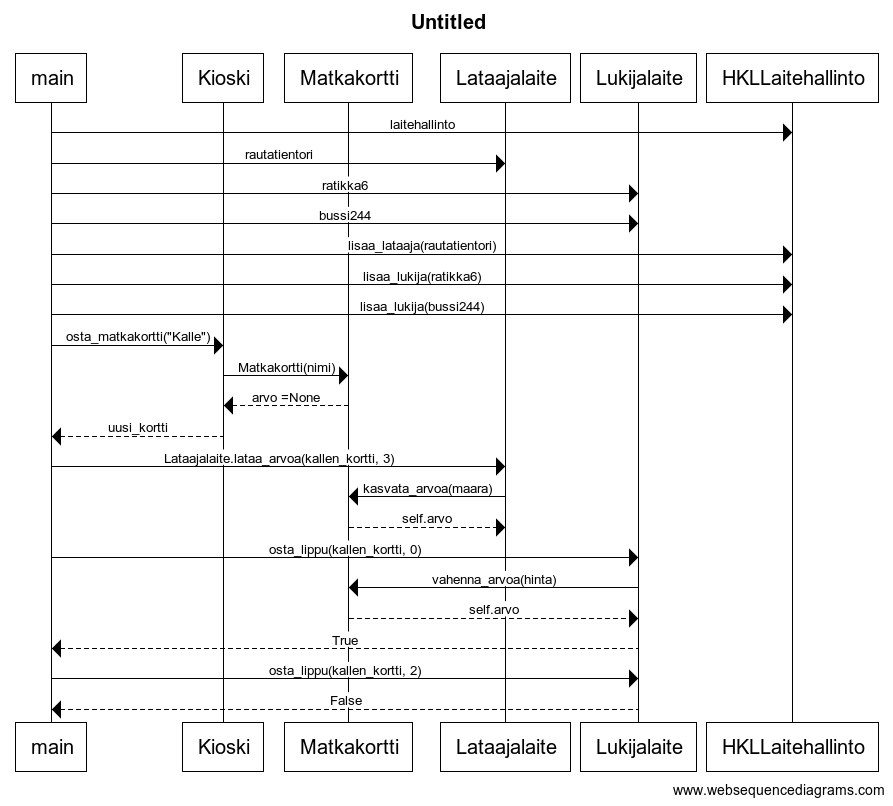 Untitled
main Kioski Matkakortti Lataajalaite Lukijalaite HKLLaitehallinto
laitehallinto
rautatientori
ratikka6
bussi244
lisaa_lataaja(rautatientori)
lisaa_lukija(ratikka6)
lisaa_lukija(bussi244)
osta_matkakortti("Kalle")
Matkakortti(nimi)
arvo =None
uusi_kortti
Lataajalaite.lataa_arvoa(kallen_kortti, 3)
kasvata_arvoa(maara)
self.arvo
osta_lippu(kallen_kortti, 0)
vahenna_arvoa(hinta)
self.arvo
True
osta_lippu(kallen_kortti, 2)
False
main Kioski Matkakortti Lataajalaite Lukijalaite HKLLaitehallinto
www.websequencediagrams.com